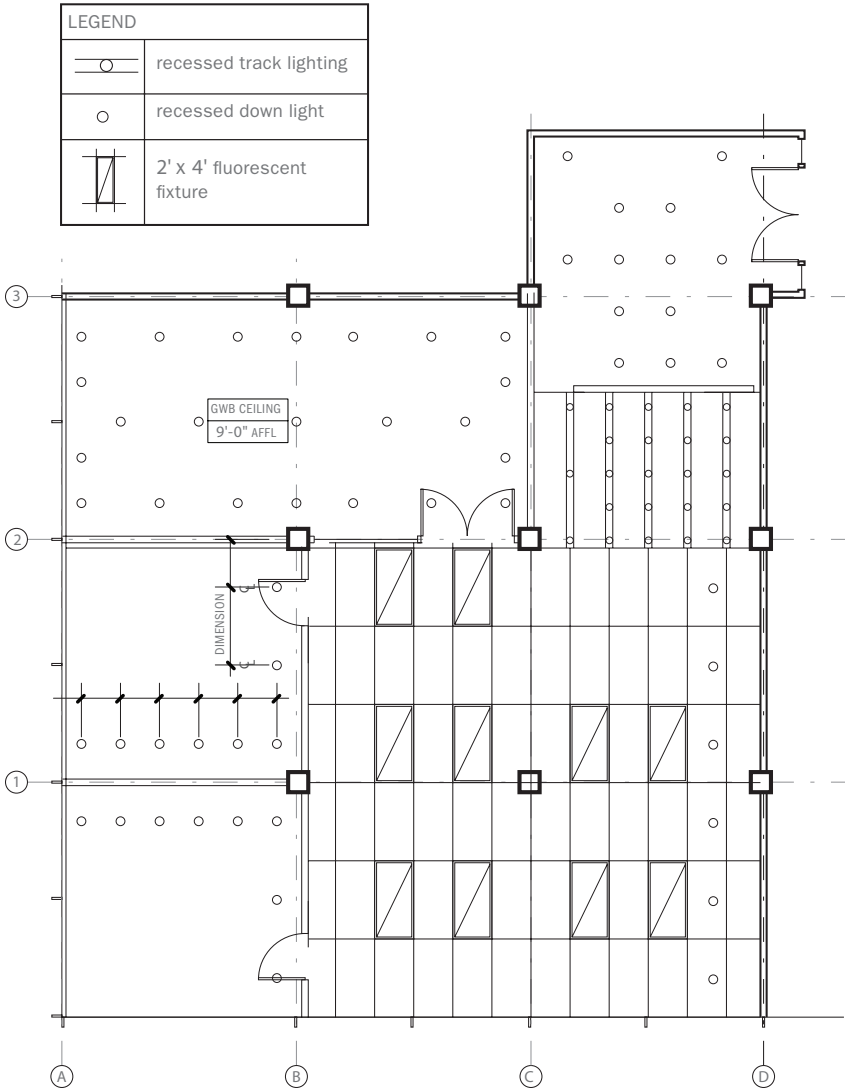 LEGEND
recessed track lighting
recessed down light
2' x 4' fluorescent
fixture
3
GWB CEILING
9'-0" AFFL
2
DIMENSION
1
A
B
C
D